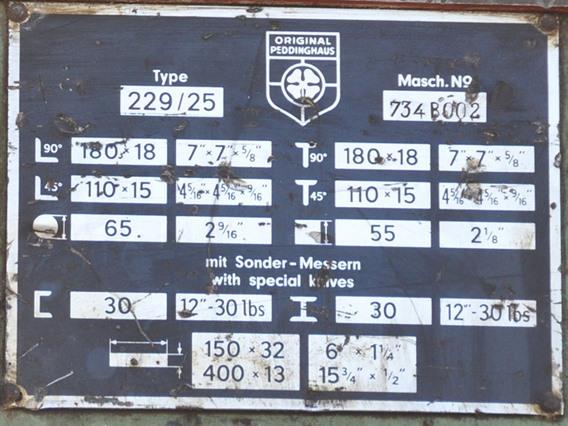 ORIGINAL
PEDDINGHAUS
Type
229/25
Masch. No
734B002
90° 180 × 18 7" × 7" × 5/8" 90° 180 × 18 7" × 7" × 5/8"
45° 110 × 15 4 5/16" × 4 5/16" × 9/16" 45° 110 × 15 4 5/16" × 4 5/16" × 9/16"
65. 2 9/16" 55 2 1/8"
mit Sonder-Messern
with special knives
30 12"-30 lbs 30 12"-30 lbs
150 × 32 6" × 1 1/4"
400 × 13 15 3/4" × 1/2"